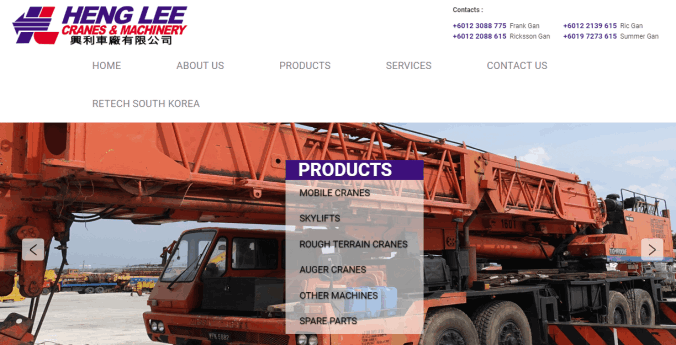 HENG LEE
CRANES & MACHINERY
興利車廠有限公司
Contacts :
+6012 3088 775 Frank Gan
+6012 2139 615 Ric Gan
+6012 2088 615 Ricksson Gan
+6019 7273 615 Summer Gan
HOME
ABOUT US
PRODUCTS
SERVICES
CONTACT US
RETECH SOUTH KOREA
PRODUCTS
MOBILE CRANES
SKYLIFTS
ROUGH TERRAIN CRANES
AUGER CRANES
OTHER MACHINES
SPARE PARTS